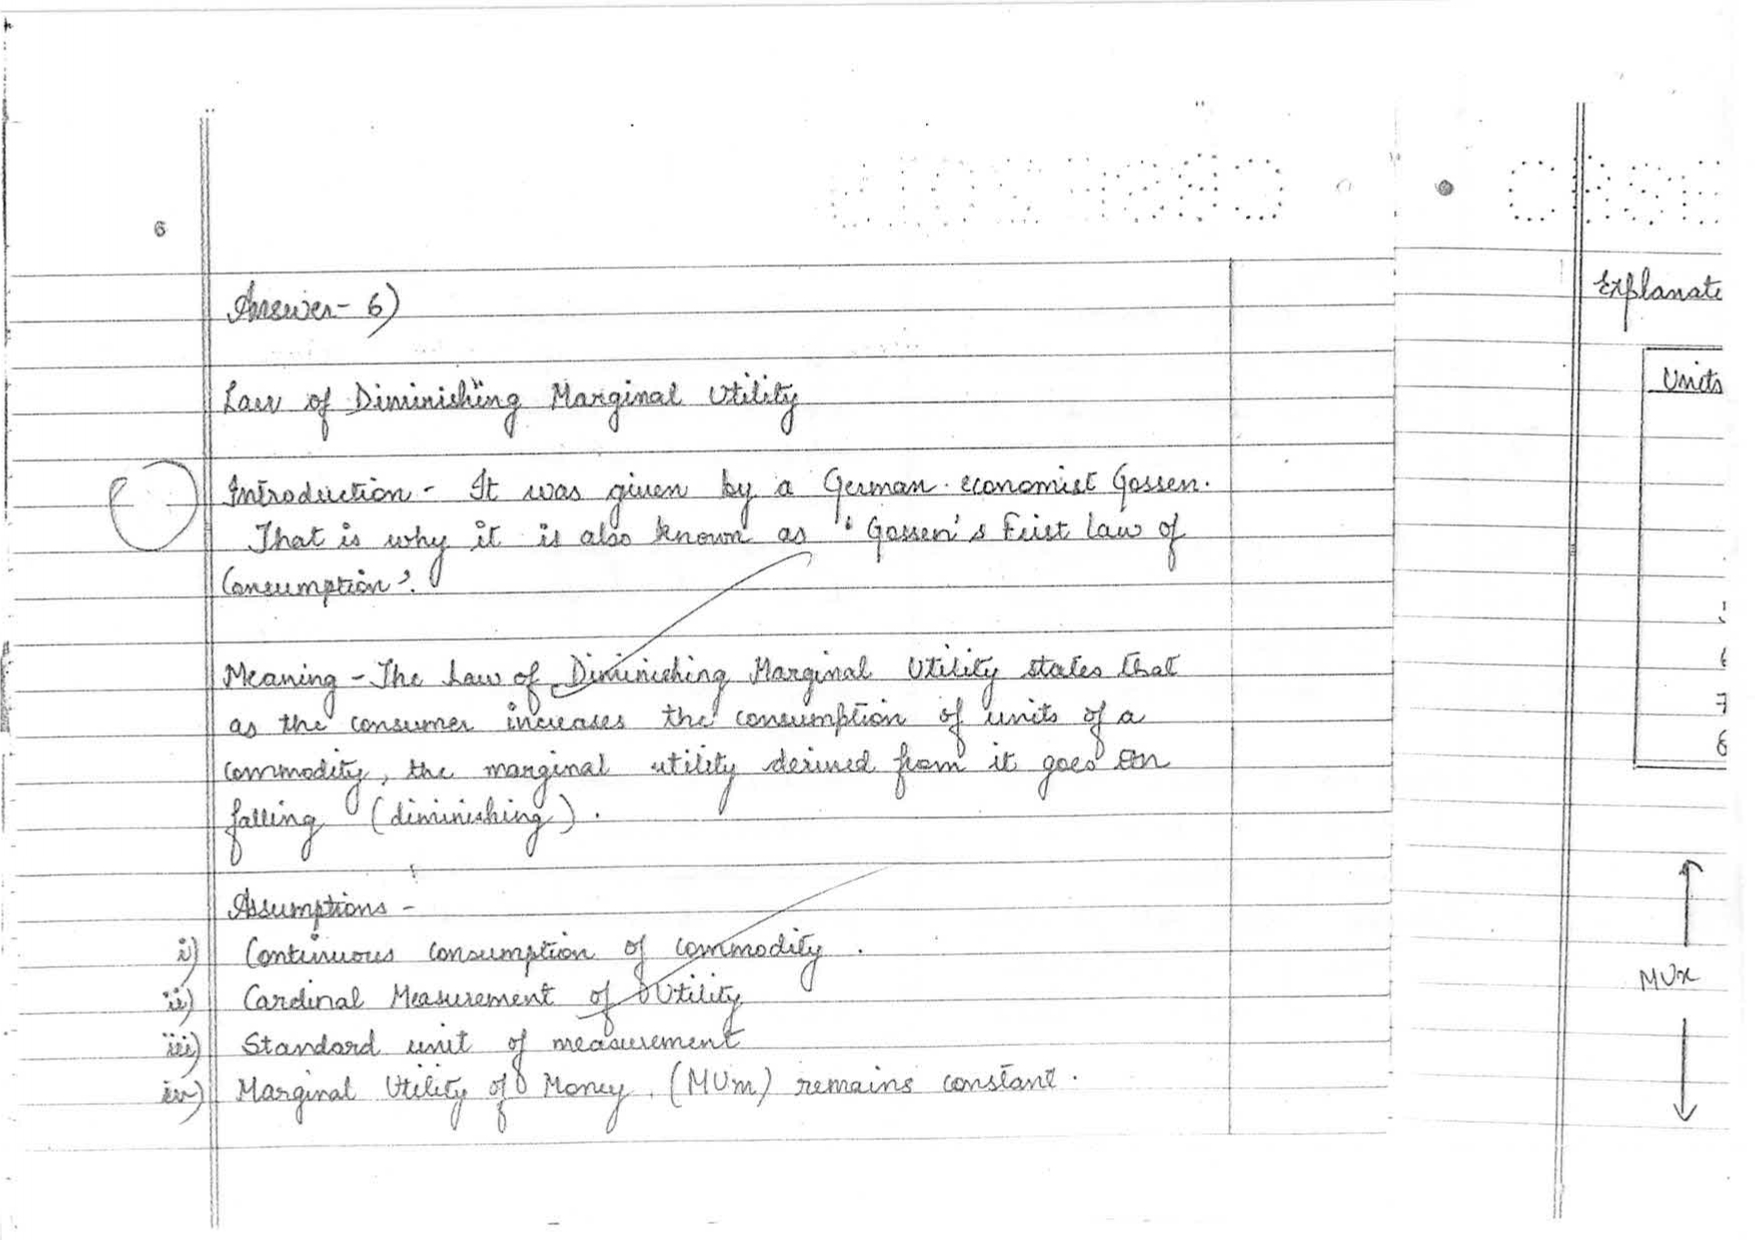 6
Answer- 6)
Law of Diminishing Marginal Utility
Introduction - It was given by a German economist Gossen.
That is why it is also known as 'Gossen's First law of
Consumption'.
Meaning - The Law of Diminishing Marginal Utility states that
as the consumer increases the consumption of units of a
commodity, the marginal utility derived from it goes on
falling (diminishing).
Assumptions -
i) Continuous consumption of commodity.
ii) Cardinal Measurement of Utility
iii) Standard unit of measurement
iv) Marginal Utility of Money (MUm) remains constant.
Explanat
Units
6
7
8
MUx